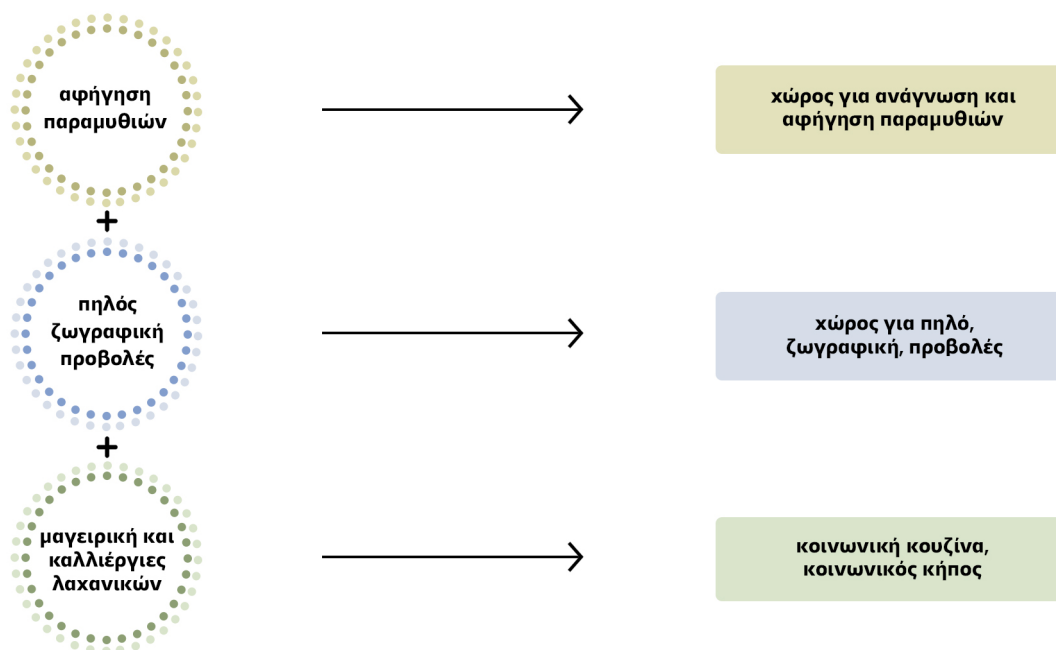 αφήγηση
παραμυθιών
χώρος για ανάγνωση και
αφήγηση παραμυθιών
+
πηλός
ζωγραφική
προβολές
χώρος για πηλό,
ζωγραφική, προβολές
+
μαγειρική και
καλλιέργιες
λαχανικών
κοινωνική κουζίνα,
κοινωνικός κήπος